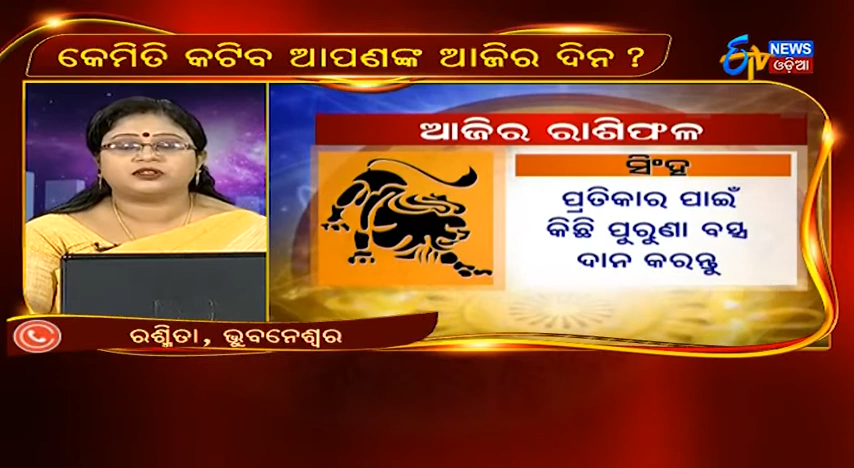 କେମିତି କଟିବ ଆପଣଙ୍କ ଆଜିର ଦିନ ?
ETV NEWS
ଓଡ଼ିଆ
ଆଜିର ରାଶିଫଳ
ସିଂହ
ପ୍ରତିକାର ପାଇଁ
କିଛି ପୁରୁଣା ବସ୍ତ୍ର
ଦାନ କରନ୍ତୁ
ରଶ୍ମିତା, ଭୁବନେଶ୍ୱର